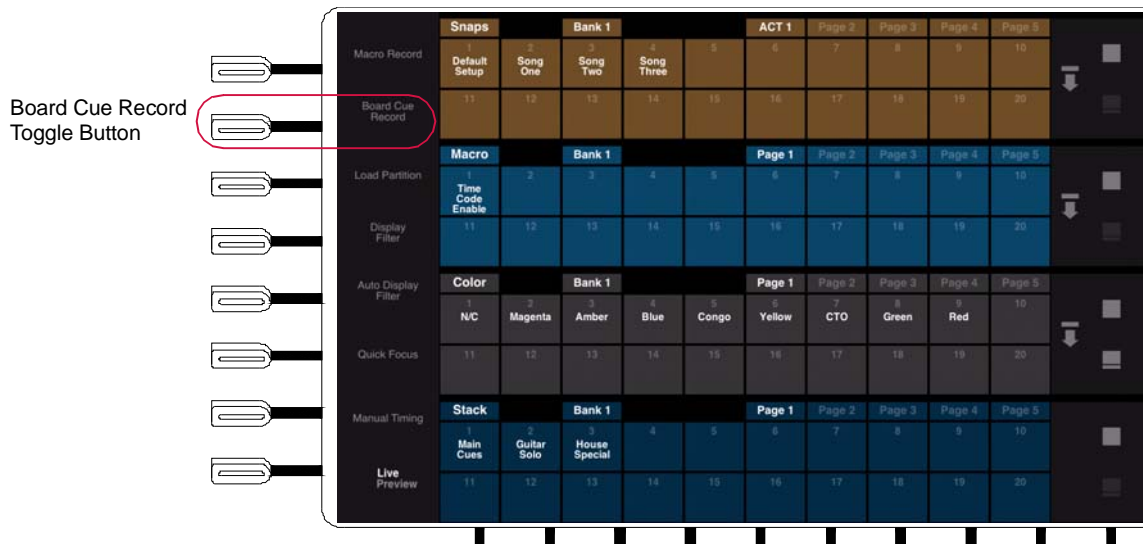 Board Cue Record
Toggle Button
Macro Record
Board Cue
Record
Load Partition
Display
Filter
Auto Display
Filter
Quick Focus
Manual Timing
Live
Preview
Snaps Bank 1 ACT 1 Page 2 Page 3 Page 4 Page 5
1 2 3 4 5 6 7 8 9 10
Default Setup Song One Song Two Song Three
11 12 13 14 15 16 17 18 19 20
Macro Bank 1 Page 1 Page 2 Page 3 Page 4 Page 5
1 2 3 4 5 6 7 8 9 10
Time Code Enable
11 12 13 14 15 16 17 18 19 20
Color Bank 1 Page 1 Page 2 Page 3 Page 4 Page 5
1 2 3 4 5 6 7 8 9 10
N/C Magenta Amber Blue Congo Yellow CTO Green Red
11 12 13 14 15 16 17 18 19 20
Stack Bank 1 Page 1 Page 2 Page 3 Page 4 Page 5
1 2 3 4 5 6 7 8 9 10
Main Cues Guitar Solo House Special
11 12 13 14 15 16 17 18 19 20